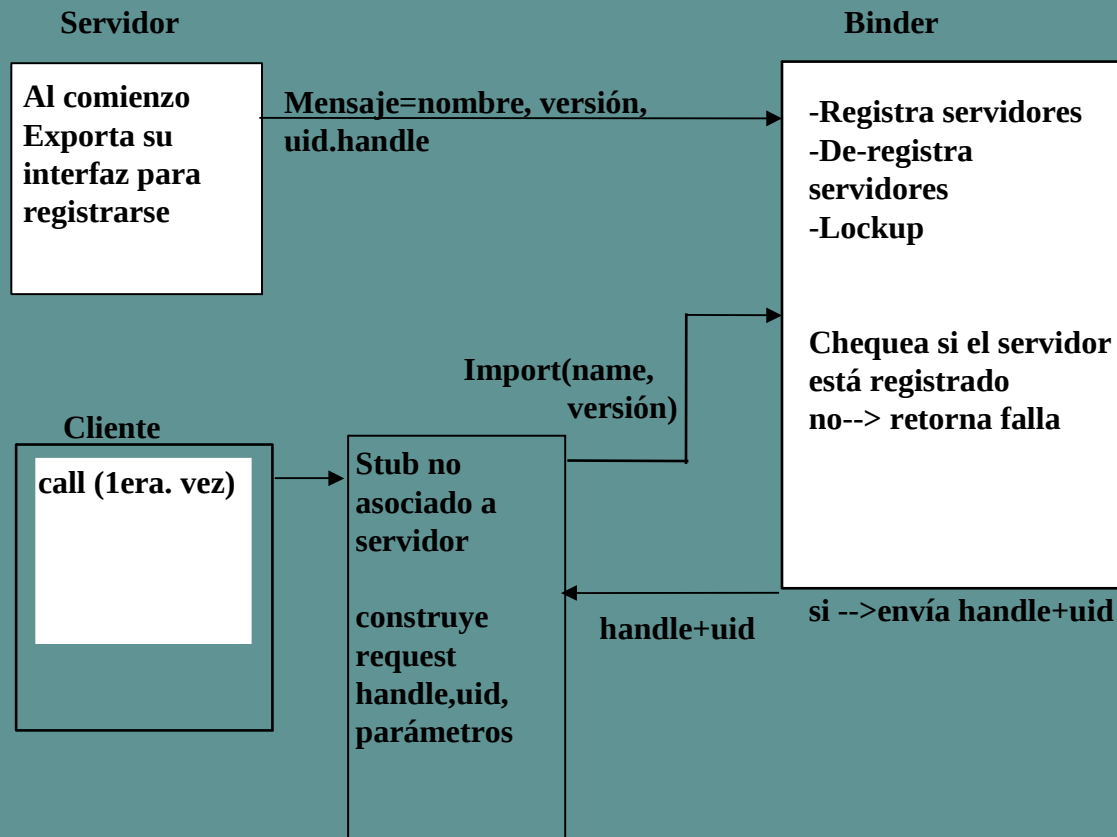 Servidor
Binder
Al comienzo
Exporta su
interfaz para
registrarse
Mensaje=nombre, versión,
uid.handle
-Registra servidores
-De-registra
servidores
-Lockup
Chequea si el servidor
está registrado
no--> retorna falla
si -->envía handle+uid
Import(name,
versión)
Cliente
call (1era. vez)
Stub no
asociado a
servidor
construye
request
handle,uid,
parámetros
handle+uid